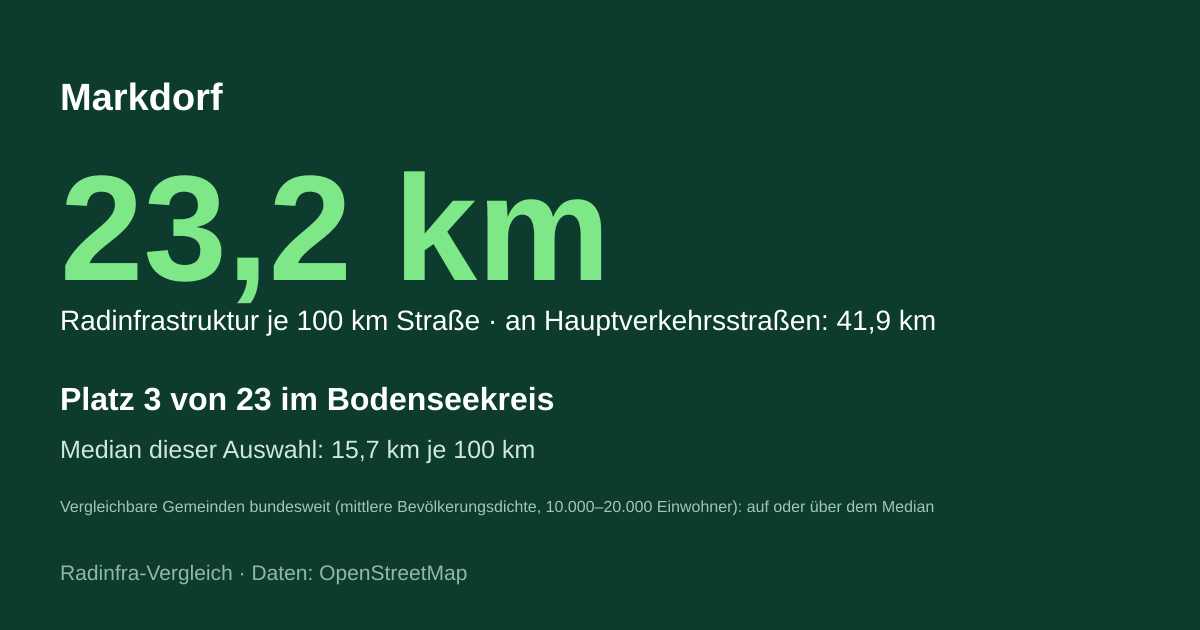 Markdorf
23,2 km
Radinfrastruktur je 100 km Straße · an Hauptverkehrsstraßen: 41,9 km
Platz 3 von 23 im Bodenseekreis
Median dieser Auswahl: 15,7 km je 100 km
Vergleichbare Gemeinden bundesweit (mittlere Bevölkerungsdichte, 10.000–20.000 Einwohner): auf oder über dem Median
Radinfra-Vergleich · Daten: OpenStreetMap